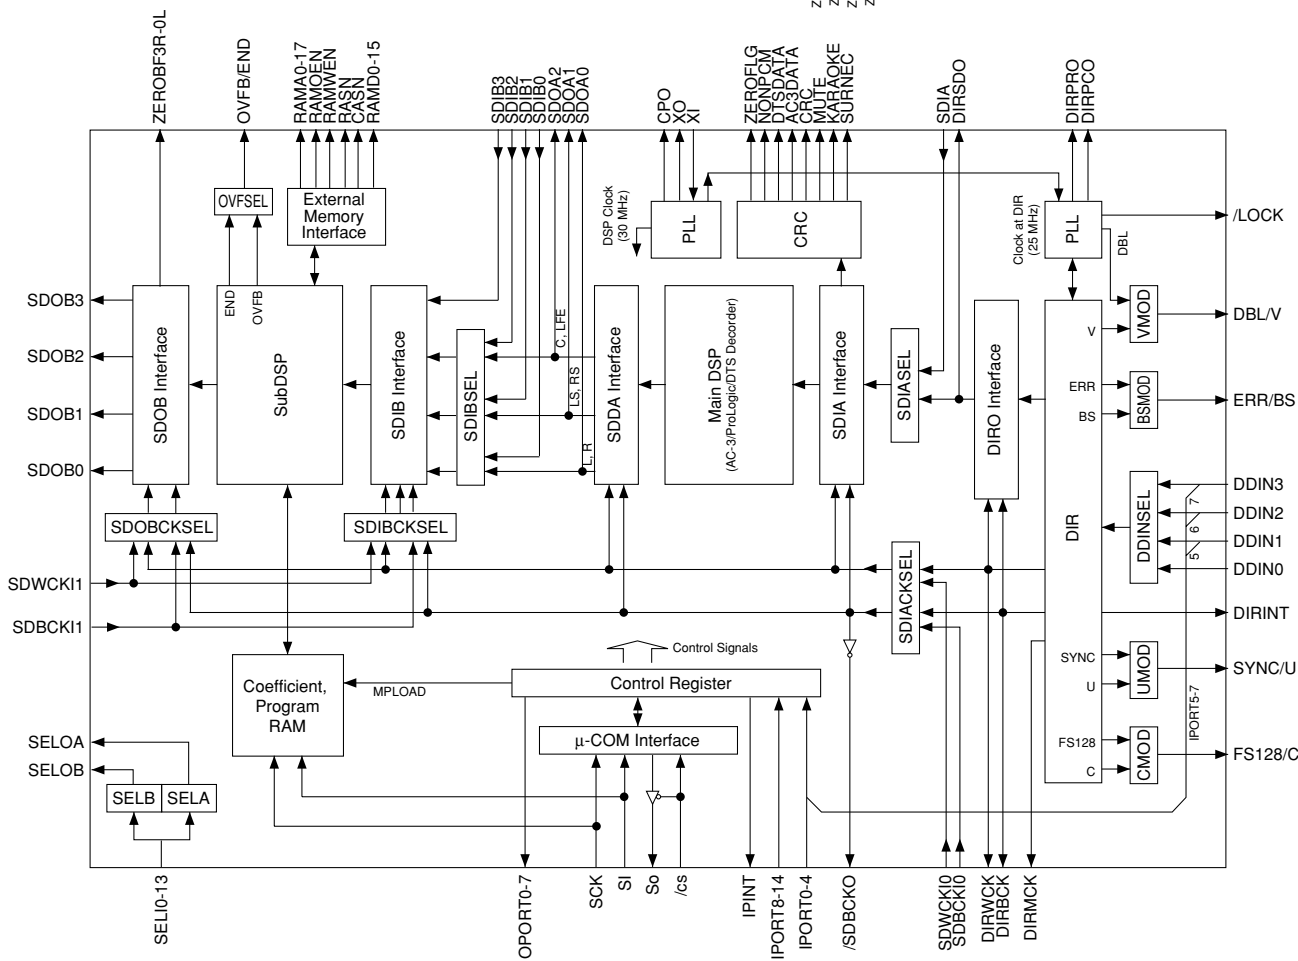 Z
Z
Z
Z
ZEROBF3R-0L
OVFB/END
RAMA0-17
RAMOEN
RAMWEN
RASN
CASN
RAMD0-15
SDIB3
SDIB2
SDIB1
SDIB0
SDOA2
SDOA1
SDOA0
CPO
XO
XI
ZEROFLG
NONPCM
DTSDATA
AC3DATA
CRC
MUTE
KARAOKE
SURNEC
SDIA
DIRSDO
DIRPRO
DIRPCO
OVFSEL
External
Memory
Interface
DSP Clock
(30 MHz)
PLL
CRC
Clock at DIR
(25 MHz)
PLL
DBL
/LOCK
SDOB3
SDOB2
SDOB1
SDOB0
SDOB Interface
END
OVFB
SubDSP
SDIB Interface
SDIBSEL
C, LFE
LS, RS
L, R
SDDA Interface
Main DSP
(AC-3/ProLogic/DTS Decorder)
SDIA Interface
SDIASEL
DIRO Interface
V
VMOD
DBL/V
ERR
BS
BSMOD
ERR/BS
DIR
DDINSEL
7
6
5
DDIN3
DDIN2
DDIN1
DDIN0
SDOBCKSEL
SDIBCKSEL
SDIACKSEL
SDWCKI1
SDBCKI1
DIRINT
Control Signals
Coefficient,
Program
RAM
MPLOAD
Control Register
μ-COM Interface
SYNC
U
UMOD
SYNC/U
IPORT5-7
FS128
C
CMOD
FS128/C
SELOA
SELOB
SELB
SELA
SELI0-13
OPORT0-7
SCK
SI
So
/cs
IPINT
IPORT8-14
IPORT0-4
/SDBCKO
SDWCKI0
SDBCKI0
DIRWCK
DIRBCK
DIRMCK